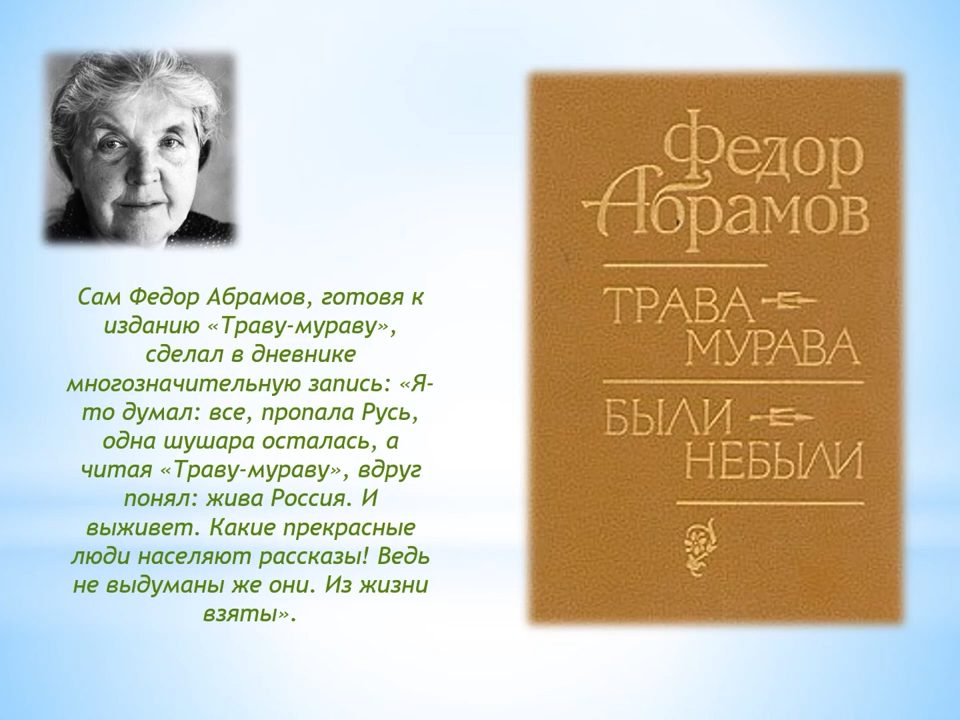 Сам Федор Абрамов, готовя к
изданию «Траву-мураву»,
сделал в дневнике
многозначительную запись: «Я-
то думал: все, пропала Русь,
одна шушара осталась, а
читая «Траву-мураву», вдруг
понял: жива Россия. И
выживет. Какие прекрасные
люди населяют рассказы! Ведь
не выдуманы же они. Из жизни
взяты».
Федор
Абрамов
ТРАВА-
МУРАВА
БЫЛИ-
НЕБЫЛИ